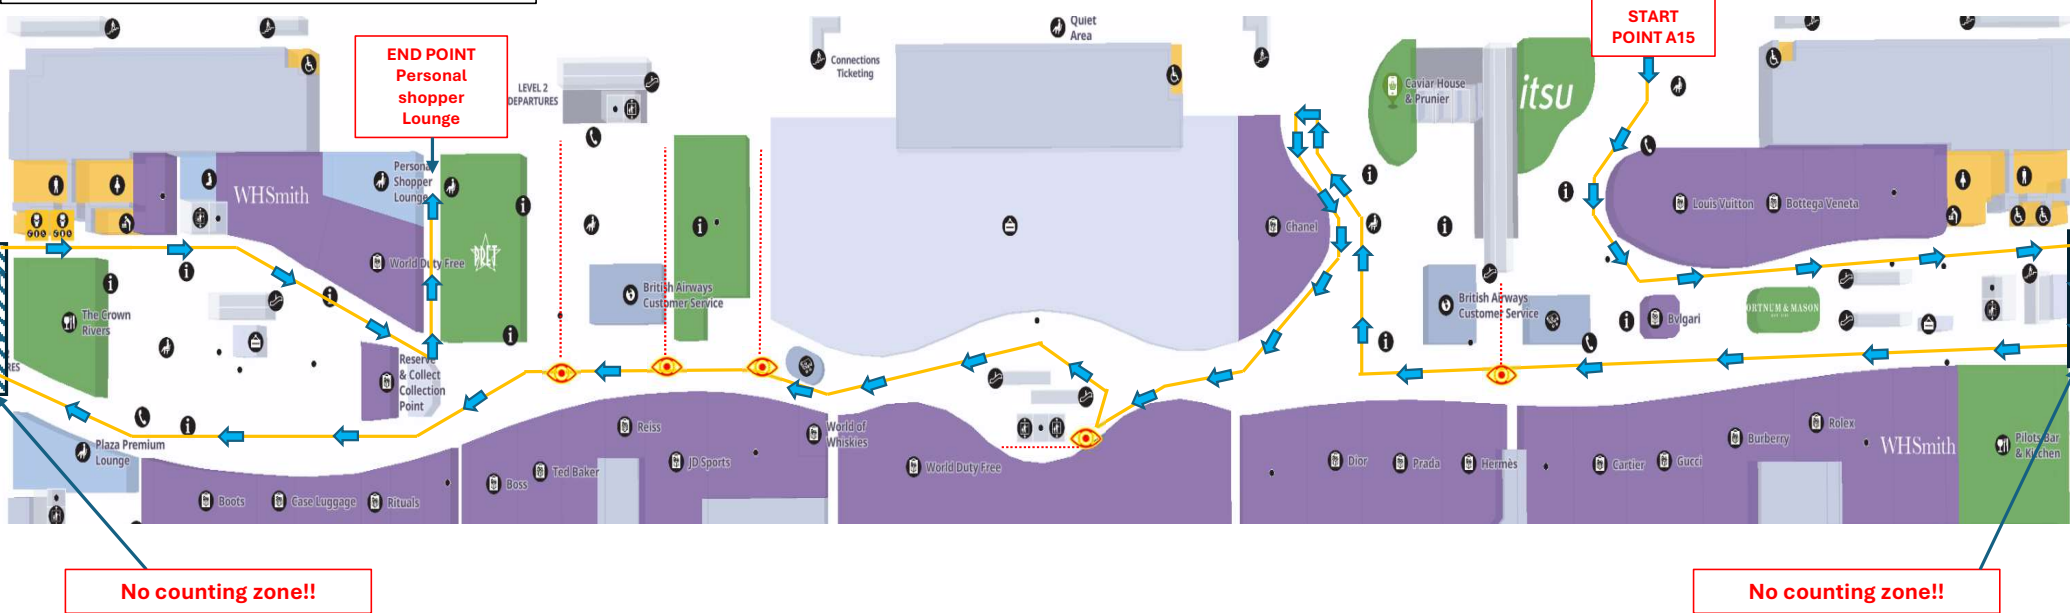 START
POINT A15
END POINT
Personal
shopper
Lounge
LEVEL 2
DEPARTURES
Connections
Ticketing
Quiet
Area
Caviar House
& Prunier
itsu
WHSmith
Personal
Shopper
Lounge
World Duty Free
PRET
i
i
i
British Airways
Customer Service
Chanel
i
i
i
British Airways
Customer Service
Louis Vuitton
Bottega Veneta
i
i
Bvlgari
ORTNUM & MASON
The Crown
Rivers
i
i
i
RES
Reserve
& Collect
Collection
Point
i
Plaza Premium
Lounge
Boots
Case Luggage
Rituals
Boss
Ted Baker
Reiss
JD Sports
World of
Whiskies
World Duty Free
Dior
Prada
Hermès
Cartier
Gucci
Burberry
Rolex
WHSmith
Pilots Bar
& Kitchen
No counting zone!!
No counting zone!!